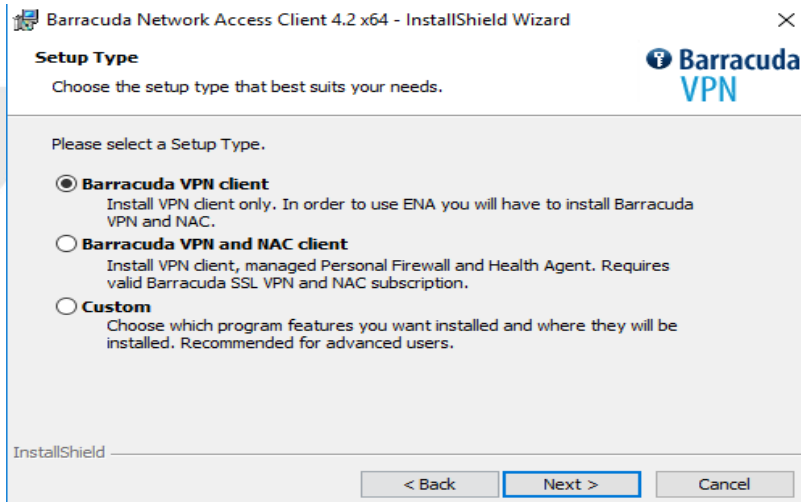 Barracuda Network Access Client 4.2 x64 - InstallShield Wizard
Setup Type
Choose the setup type that best suits your needs.
Barracuda
VPN
Please select a Setup Type.
Barracuda VPN client
Install VPN client only. In order to use ENA you will have to install Barracuda
VPN and NAC.
Barracuda VPN and NAC client
Install VPN client, managed Personal Firewall and Health Agent. Requires
valid Barracuda SSL VPN and NAC subscription.
Custom
Choose which program features you want installed and where they will be
installed. Recommended for advanced users.
InstallShield
< Back
Next >
Cancel